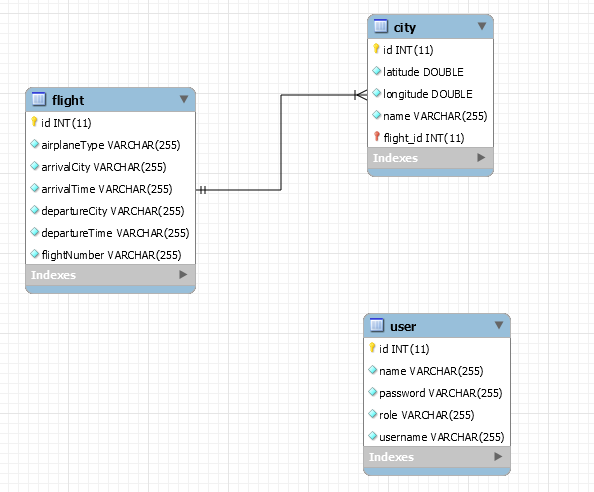 city
id INT(11)
latitude DOUBLE
longitude DOUBLE
name VARCHAR(255)
flight_id INT(11)
Indexes
flight
id INT(11)
airplaneType VARCHAR(255)
arrivalCity VARCHAR(255)
arrivalTime VARCHAR(255)
departureCity VARCHAR(255)
departureTime VARCHAR(255)
flightNumber VARCHAR(255)
Indexes
user
id INT(11)
name VARCHAR(255)
password VARCHAR(255)
role VARCHAR(255)
username VARCHAR(255)
Indexes